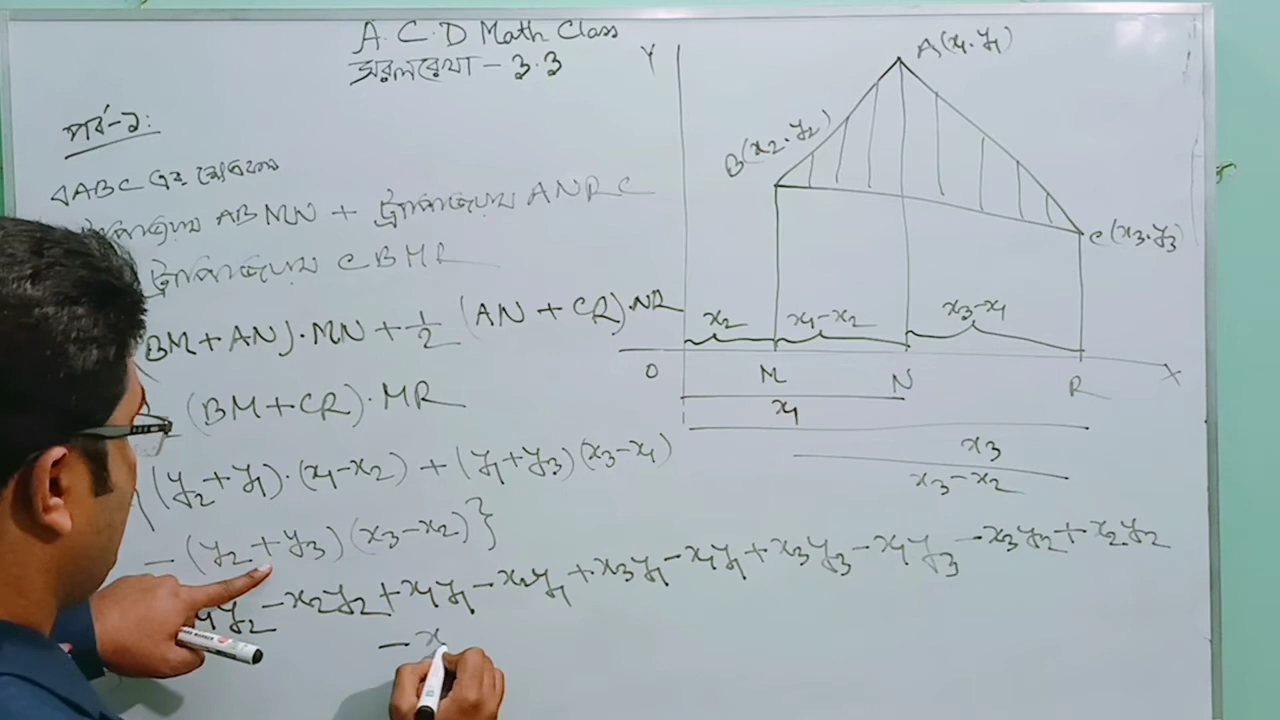 A.C.D Math Class
সরলরেখা - 3.3
পর্ব-১:
ABC এর ক্ষেত্রফল
ABMN + ট্রাপিজিয়াম ANRC
ট্রাপিজিয়াম CBMR
BM+AN).MN + 1/2 (AN + CR).NR
- (BM+CR).MR
{(y₂+y₁).(x₁-x₂) + (y₁+y₃)(x₃-x₁)
- (y₂+y₃)(x₃-x₂)}
x₁y₂ - x₂y₂ + x₁y₁ - x₂y₁ + x₃y₁ - x₁y₁ + x₃y₃ - x₁y₃ - x₃y₂ + x₂y₂
- x
Y
A(x₁.y₁)
B(x₂.y₂)
C(x₃.y₃)
x₂ x₁-x₂ x₃-x₁
O M N R X
x₁
x₃
x₃-x₂